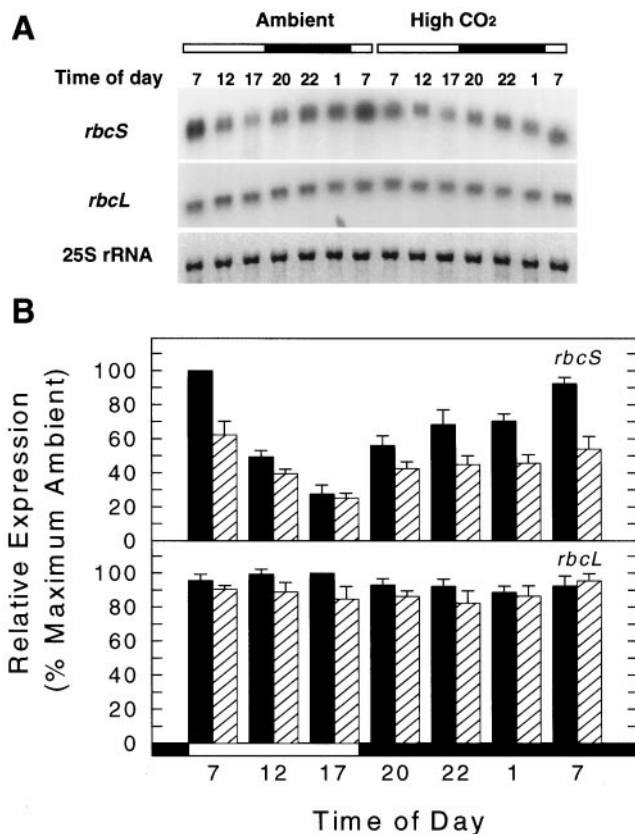 A
Ambient High CO2
Time of day 7 12 17 20 22 1 7 7 12 17 20 22 1 7
rbcS
rbcL
25S rRNA
B
Relative Expression
(% Maximum Ambient)
rbcS
100
80
60
40
20
0
rbcL
100
80
60
40
20
0
7 12 17 20 22 1 7
Time of Day